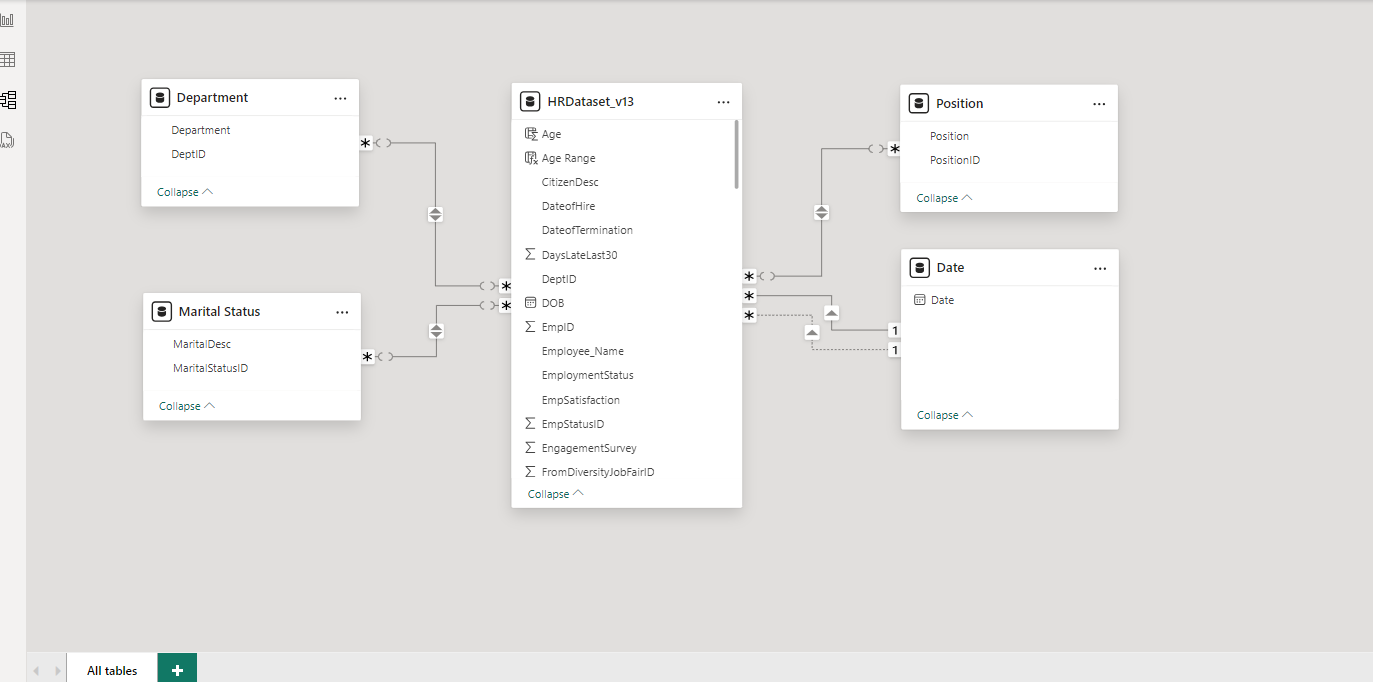 Department
Department
DeptID
Collapse
Marital Status
MaritalDesc
MaritalStatusID
Collapse
HRDataset_v13
Age
Age Range
CitizenDesc
DateofHire
DateofTermination
DaysLateLast30
DeptID
DOB
EmpID
Employee_Name
EmploymentStatus
EmpSatisfaction
EmpStatusID
EngagementSurvey
FromDiversityJobFairID
Collapse
Position
Position
PositionID
Collapse
Date
Date
Collapse
*
*
*
*
*
*
*
*
1
1
All tables